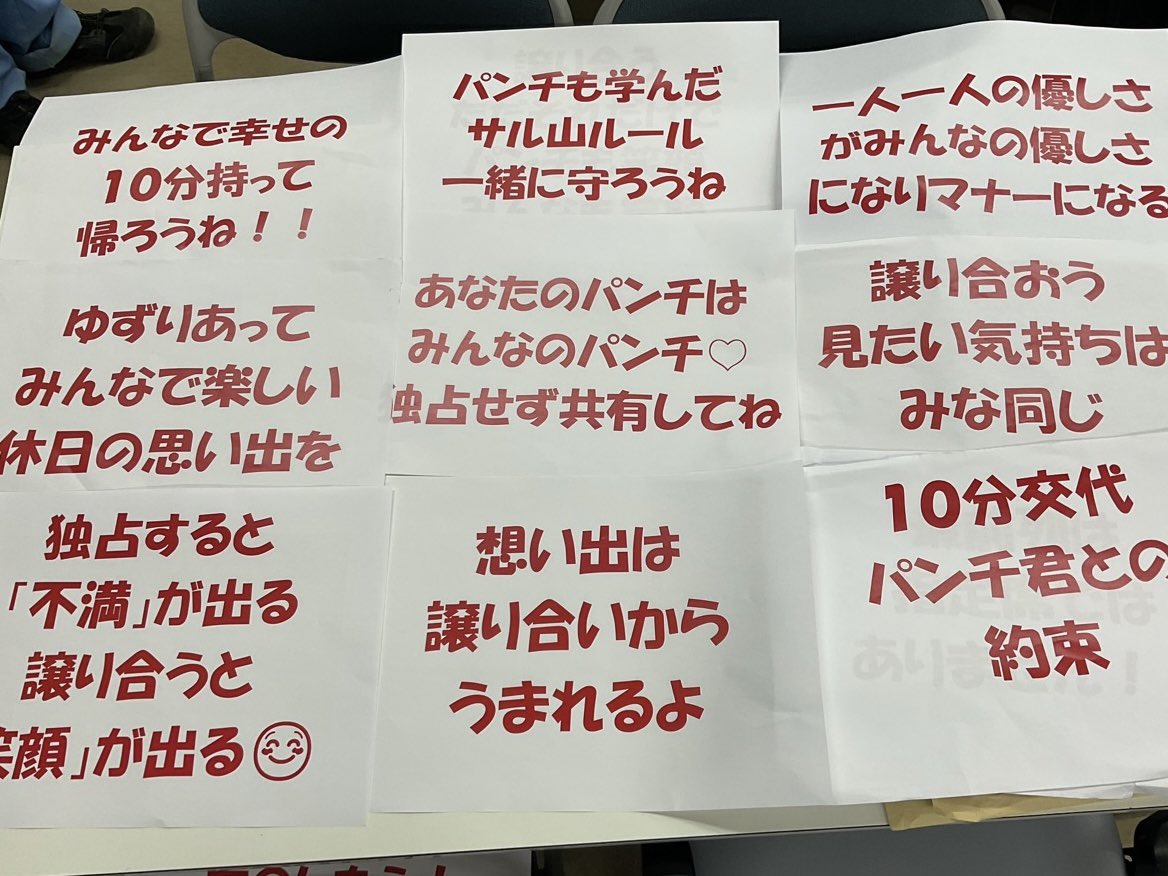 みんなで幸せの
10分持って
帰ろうね！！
パンチも学んだ
サル山ルール
一緒に守ろうね
一人一人の優しさ
がみんなの優しさ
になりマナーになる
ゆずりあって
みんなで楽しい
休日の思い出を
あなたのパンチは
みんなのパンチ♡
独占せず共有してね
譲り合おう
見たい気持ちは
みな同じ
独占すると
「不満」が出る
譲り合うと
笑顔」が出る😊
想い出は
譲り合いから
うまれるよ
10分交代
パンチ君との
約束